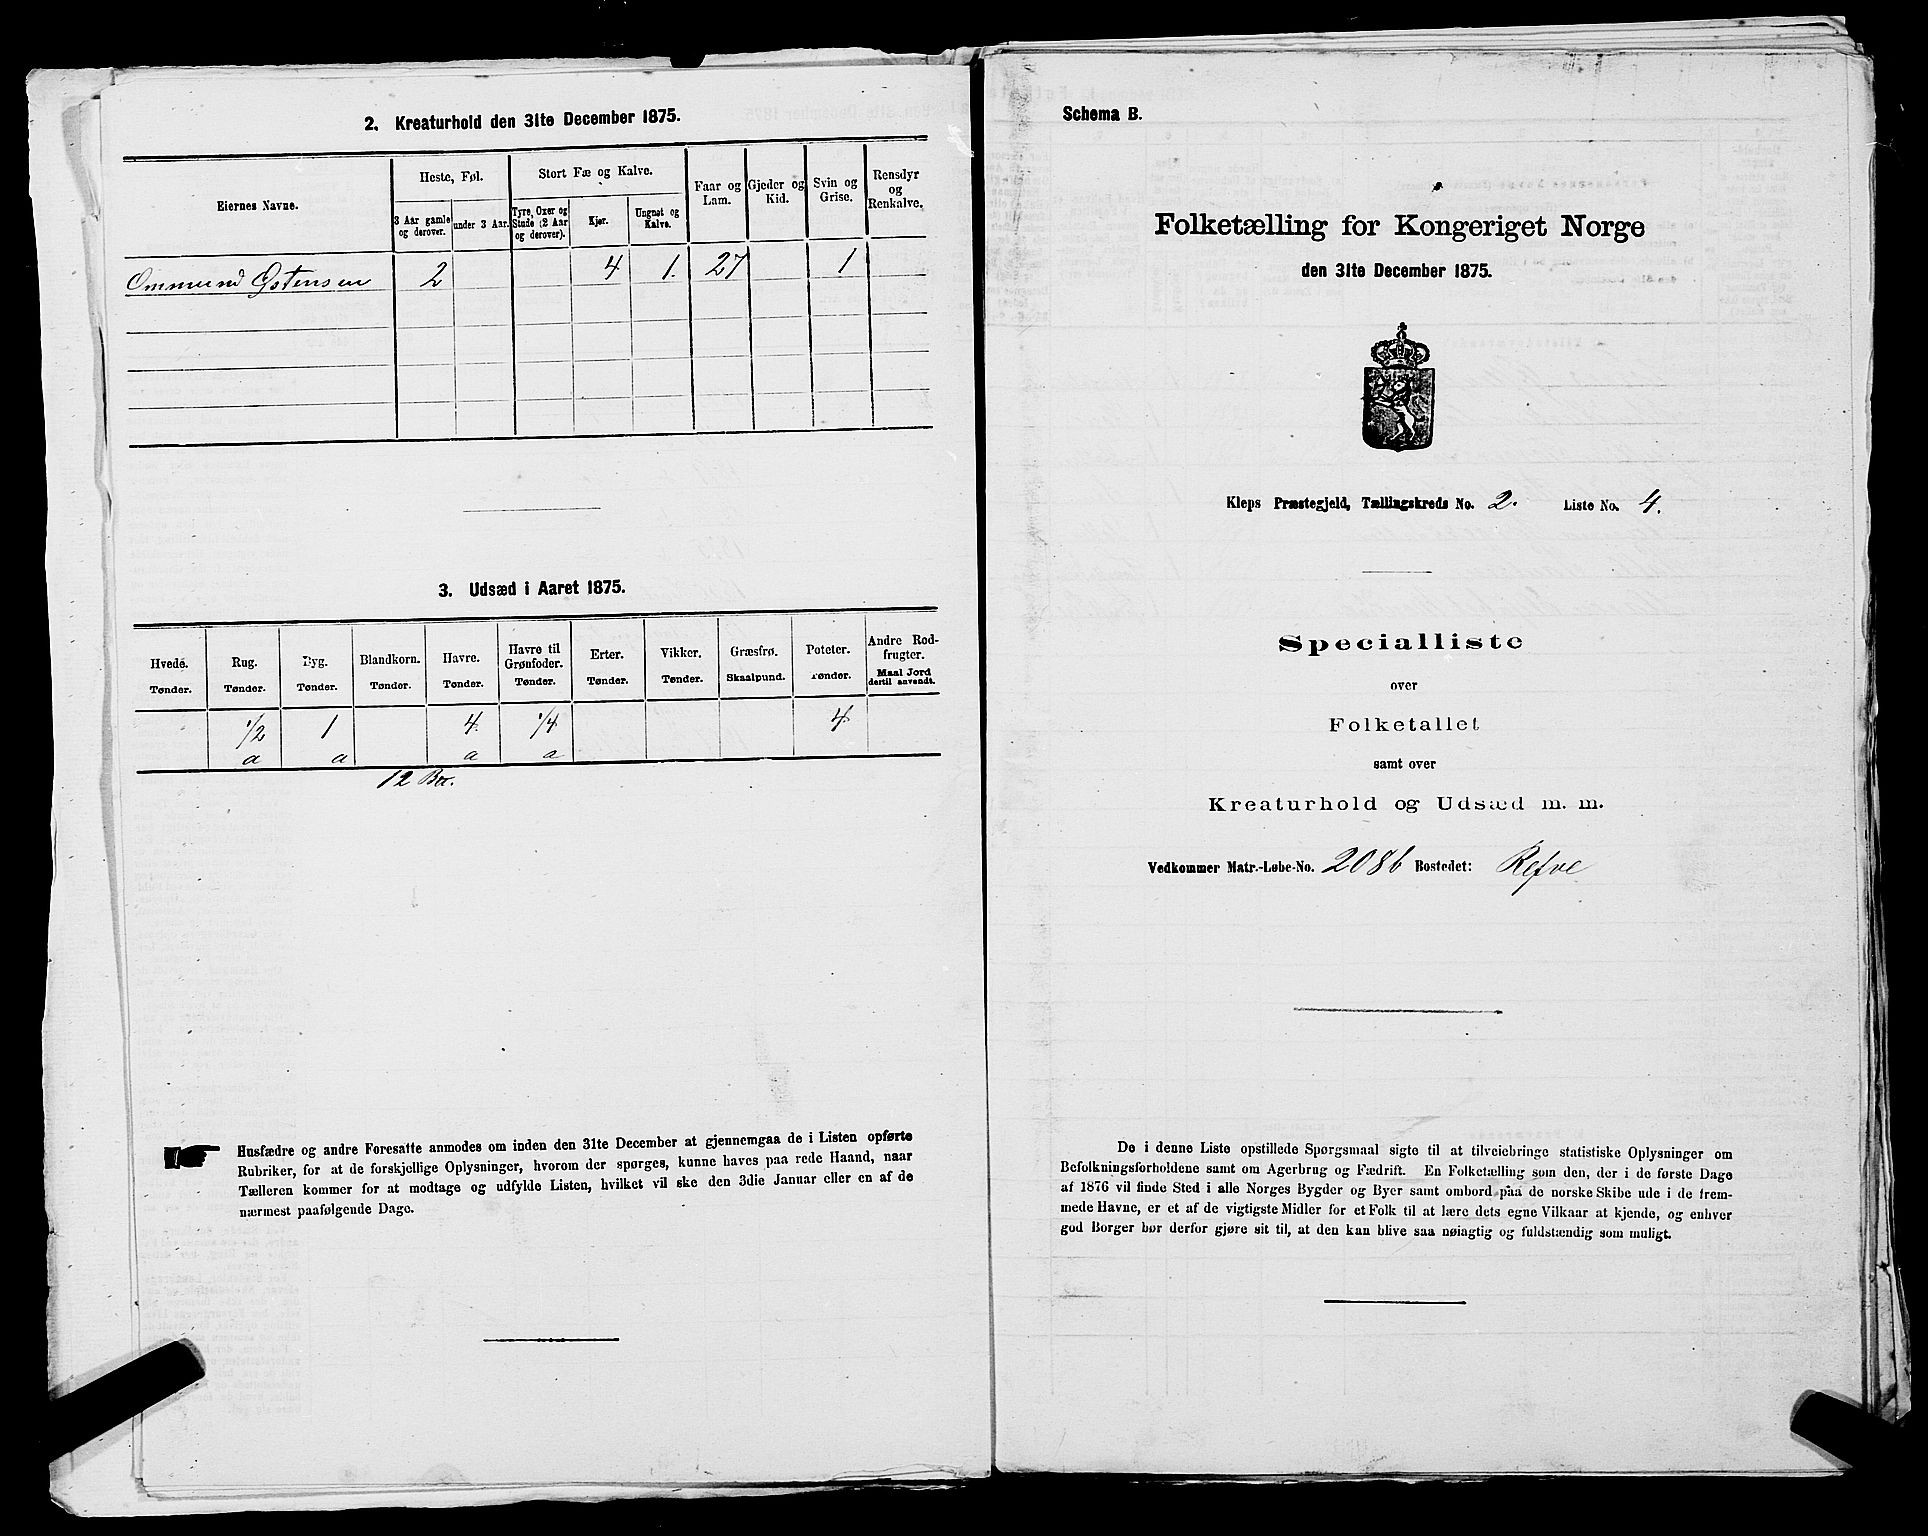 2. Kreaturhold den 31te December 1875.
Eiernes Navne.
Heste, Føl.
3 Aar gamle og derover.
under 3 Aar.
Stort Fæ og Kalve.
Tyre, Oxer og Stude (2 Aar og derover).
Kjør.
Ungnøt og Kalve.
Faar og Lam.
Gjeder og Kid.
Svin og Grise.
Rensdyr og Renkalve.
Ommund Østensen 2 4 1. 27 1
3. Udsæd i Aaret 1875.
Hvede. Rug. Byg. Blandkorn. Havre. Havre til Grønfoder. Erter. Vikker. Græsfrø. Poteter. Andre Rodfrugter.
Tønder. Tønder. Tønder. Tønder. Tønder. Tønder. Tønder. Tønder. Skaalpund. Tønder. Maal Jord dertil anvendt.
1/2 1 4 1/4 4
a a a a
12
Husfædre og andre Foresatte anmodes om inden den 31te December at gjennemgaa de i Listen opførte
Rubriker, for at de forskjellige Oplysninger, hvorom der spørges, kunne haves paa rede Haand, naar
Tælleren kommer for at modtage og udfylde Listen, hvilket vil ske den 3die Januar eller en af de
nærmest paafølgende Dage.
Schema B.
Folketælling for Kongeriget Norge
den 31te December 1875.
Kleps Præstegjeld, Tællingskreds No. 2. Liste No. 4.
Specialliste
over
Folketallet
samt over
Kreaturhold og Udsæd m. m.
Vedkommer Matr.-Løbe-No. 208b Bostedet: Refve
De i denne Liste opstillede Spørgsmaal sigte til at tilveiebringe statistiske Oplysninger om
Befolkningsforholdene samt om Agerbrug og Fædrift. En Folketælling som den, der i de første Dage
af 1876 vil finde Sted i alle Norges Bygder og Byer samt ombord paa de norske Skibe ude i de frem-
mede Havne, er et af de vigtigste Midler for et Folk til at lære dets egne Vilkaar at kjende, og enhver
god Borger bør derfor gjøre sit til, at den kan blive saa nøiagtig og fuldstændig som muligt.